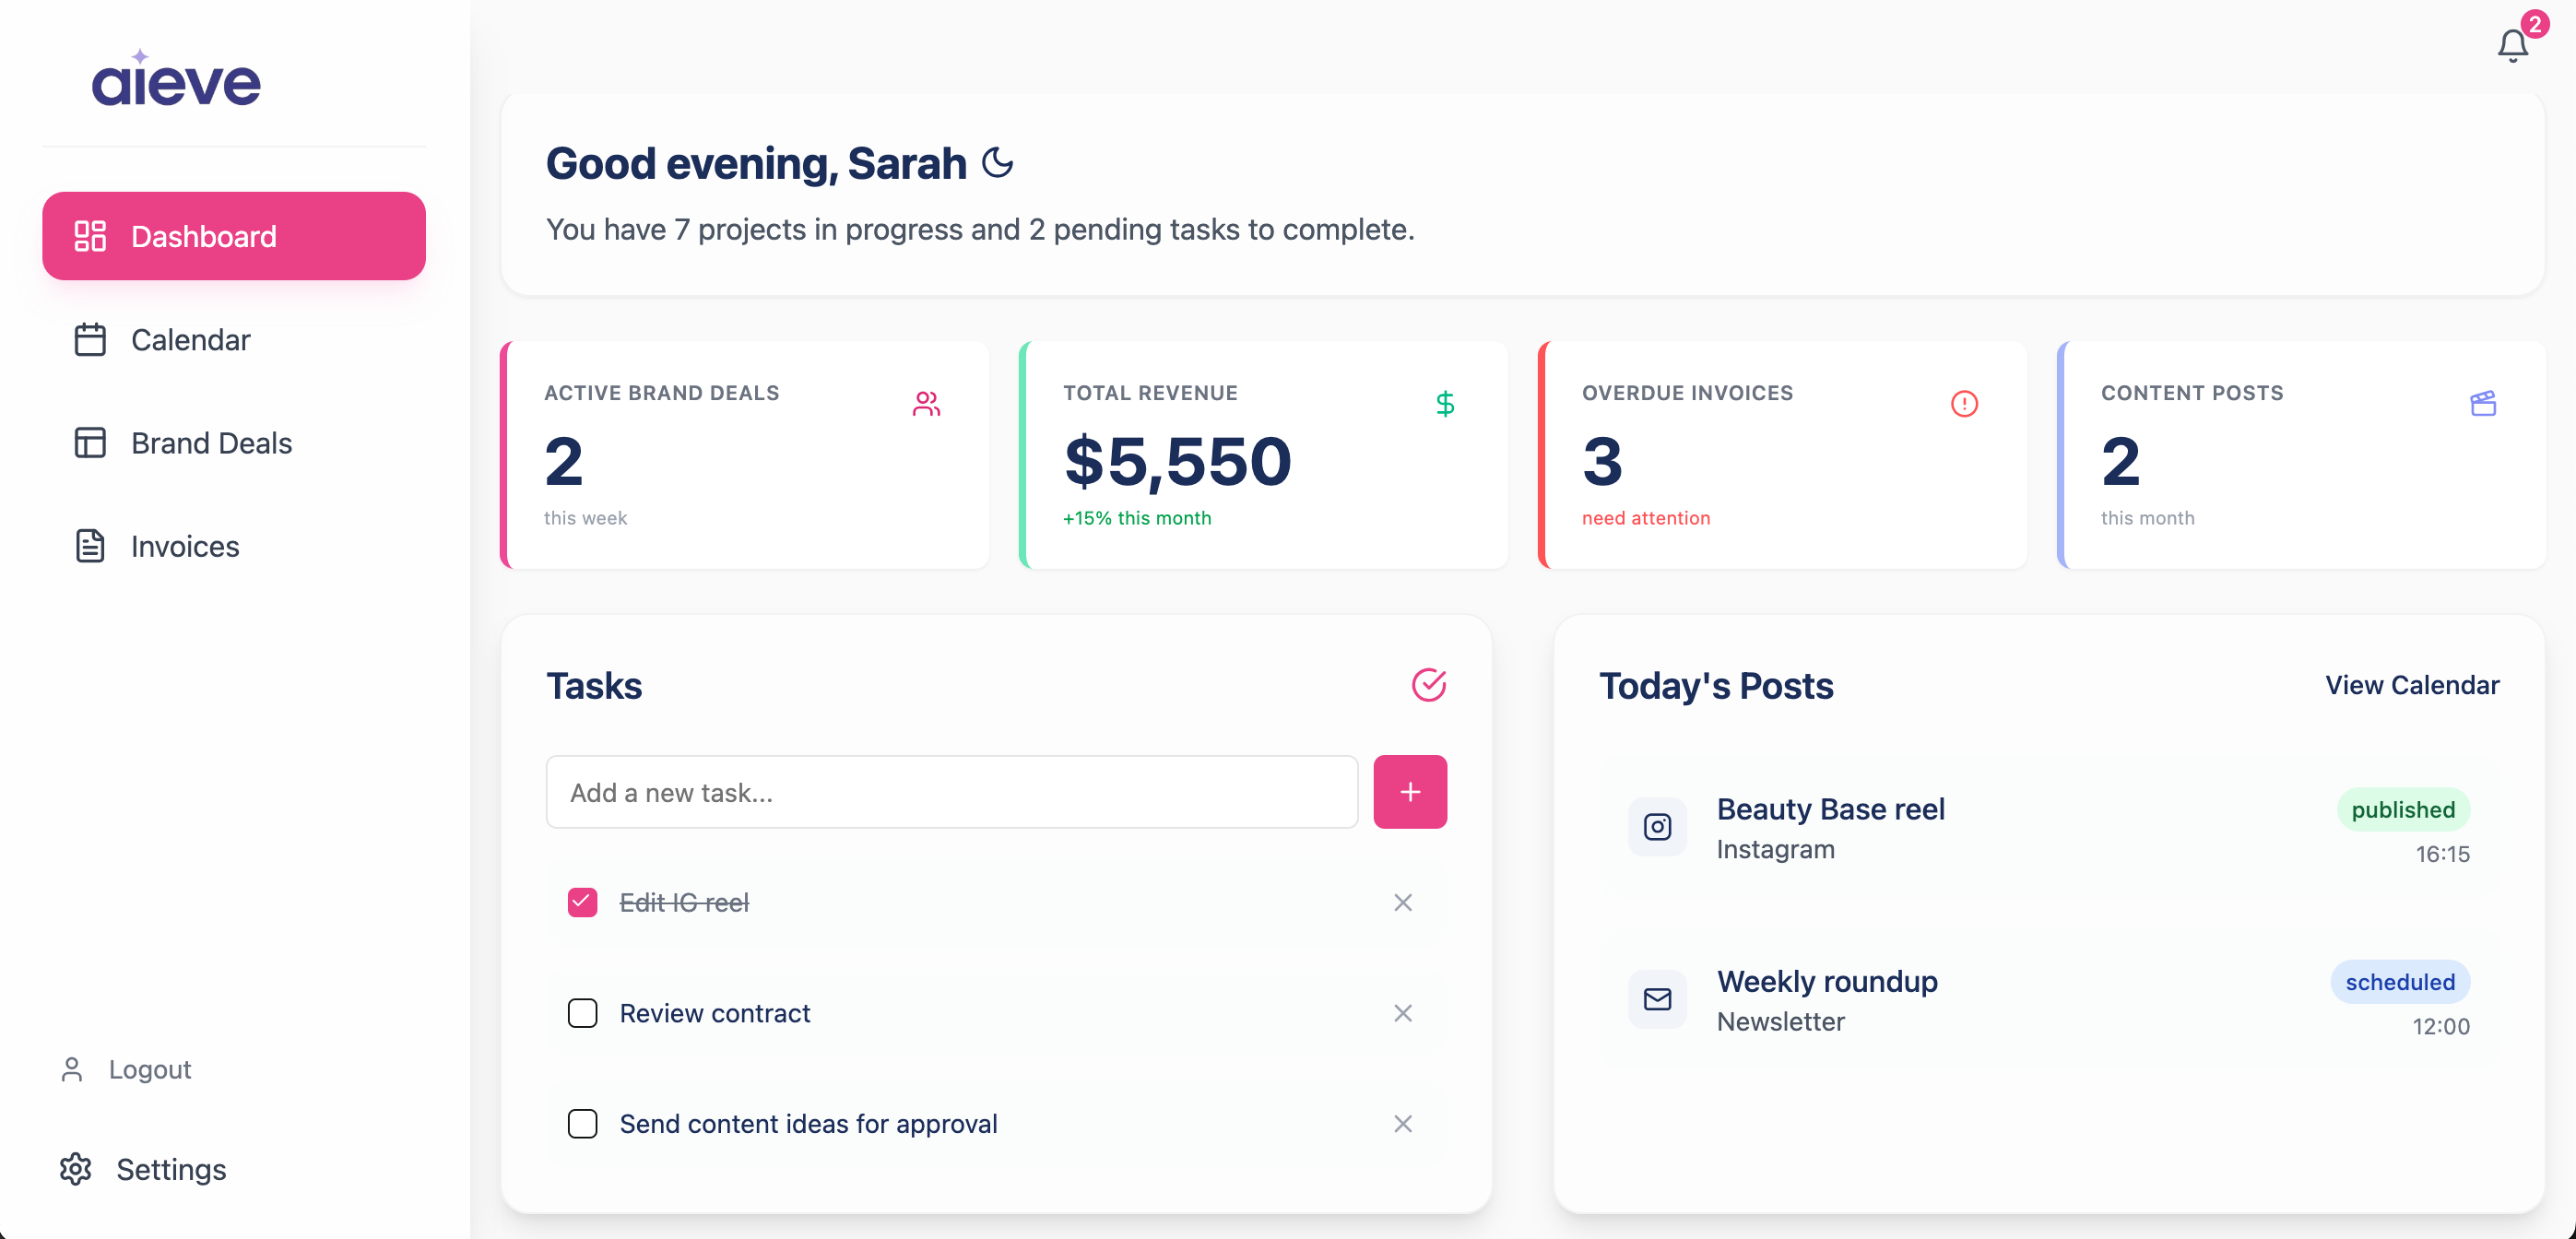 aieve
2
Dashboard
Calendar
Brand Deals
Invoices
Logout
Settings
Good evening, Sarah
You have 7 projects in progress and 2 pending tasks to complete.
ACTIVE BRAND DEALS
2
this week
TOTAL REVENUE
$
$5,550
+15% this month
OVERDUE INVOICES
3
need attention
CONTENT POSTS
2
this month
Tasks
Add a new task...
Edit IG reel
Review contract
Send content ideas for approval
Today's Posts
View Calendar
Beauty Base reel
published
Instagram
16:15
Weekly roundup
scheduled
Newsletter
12:00